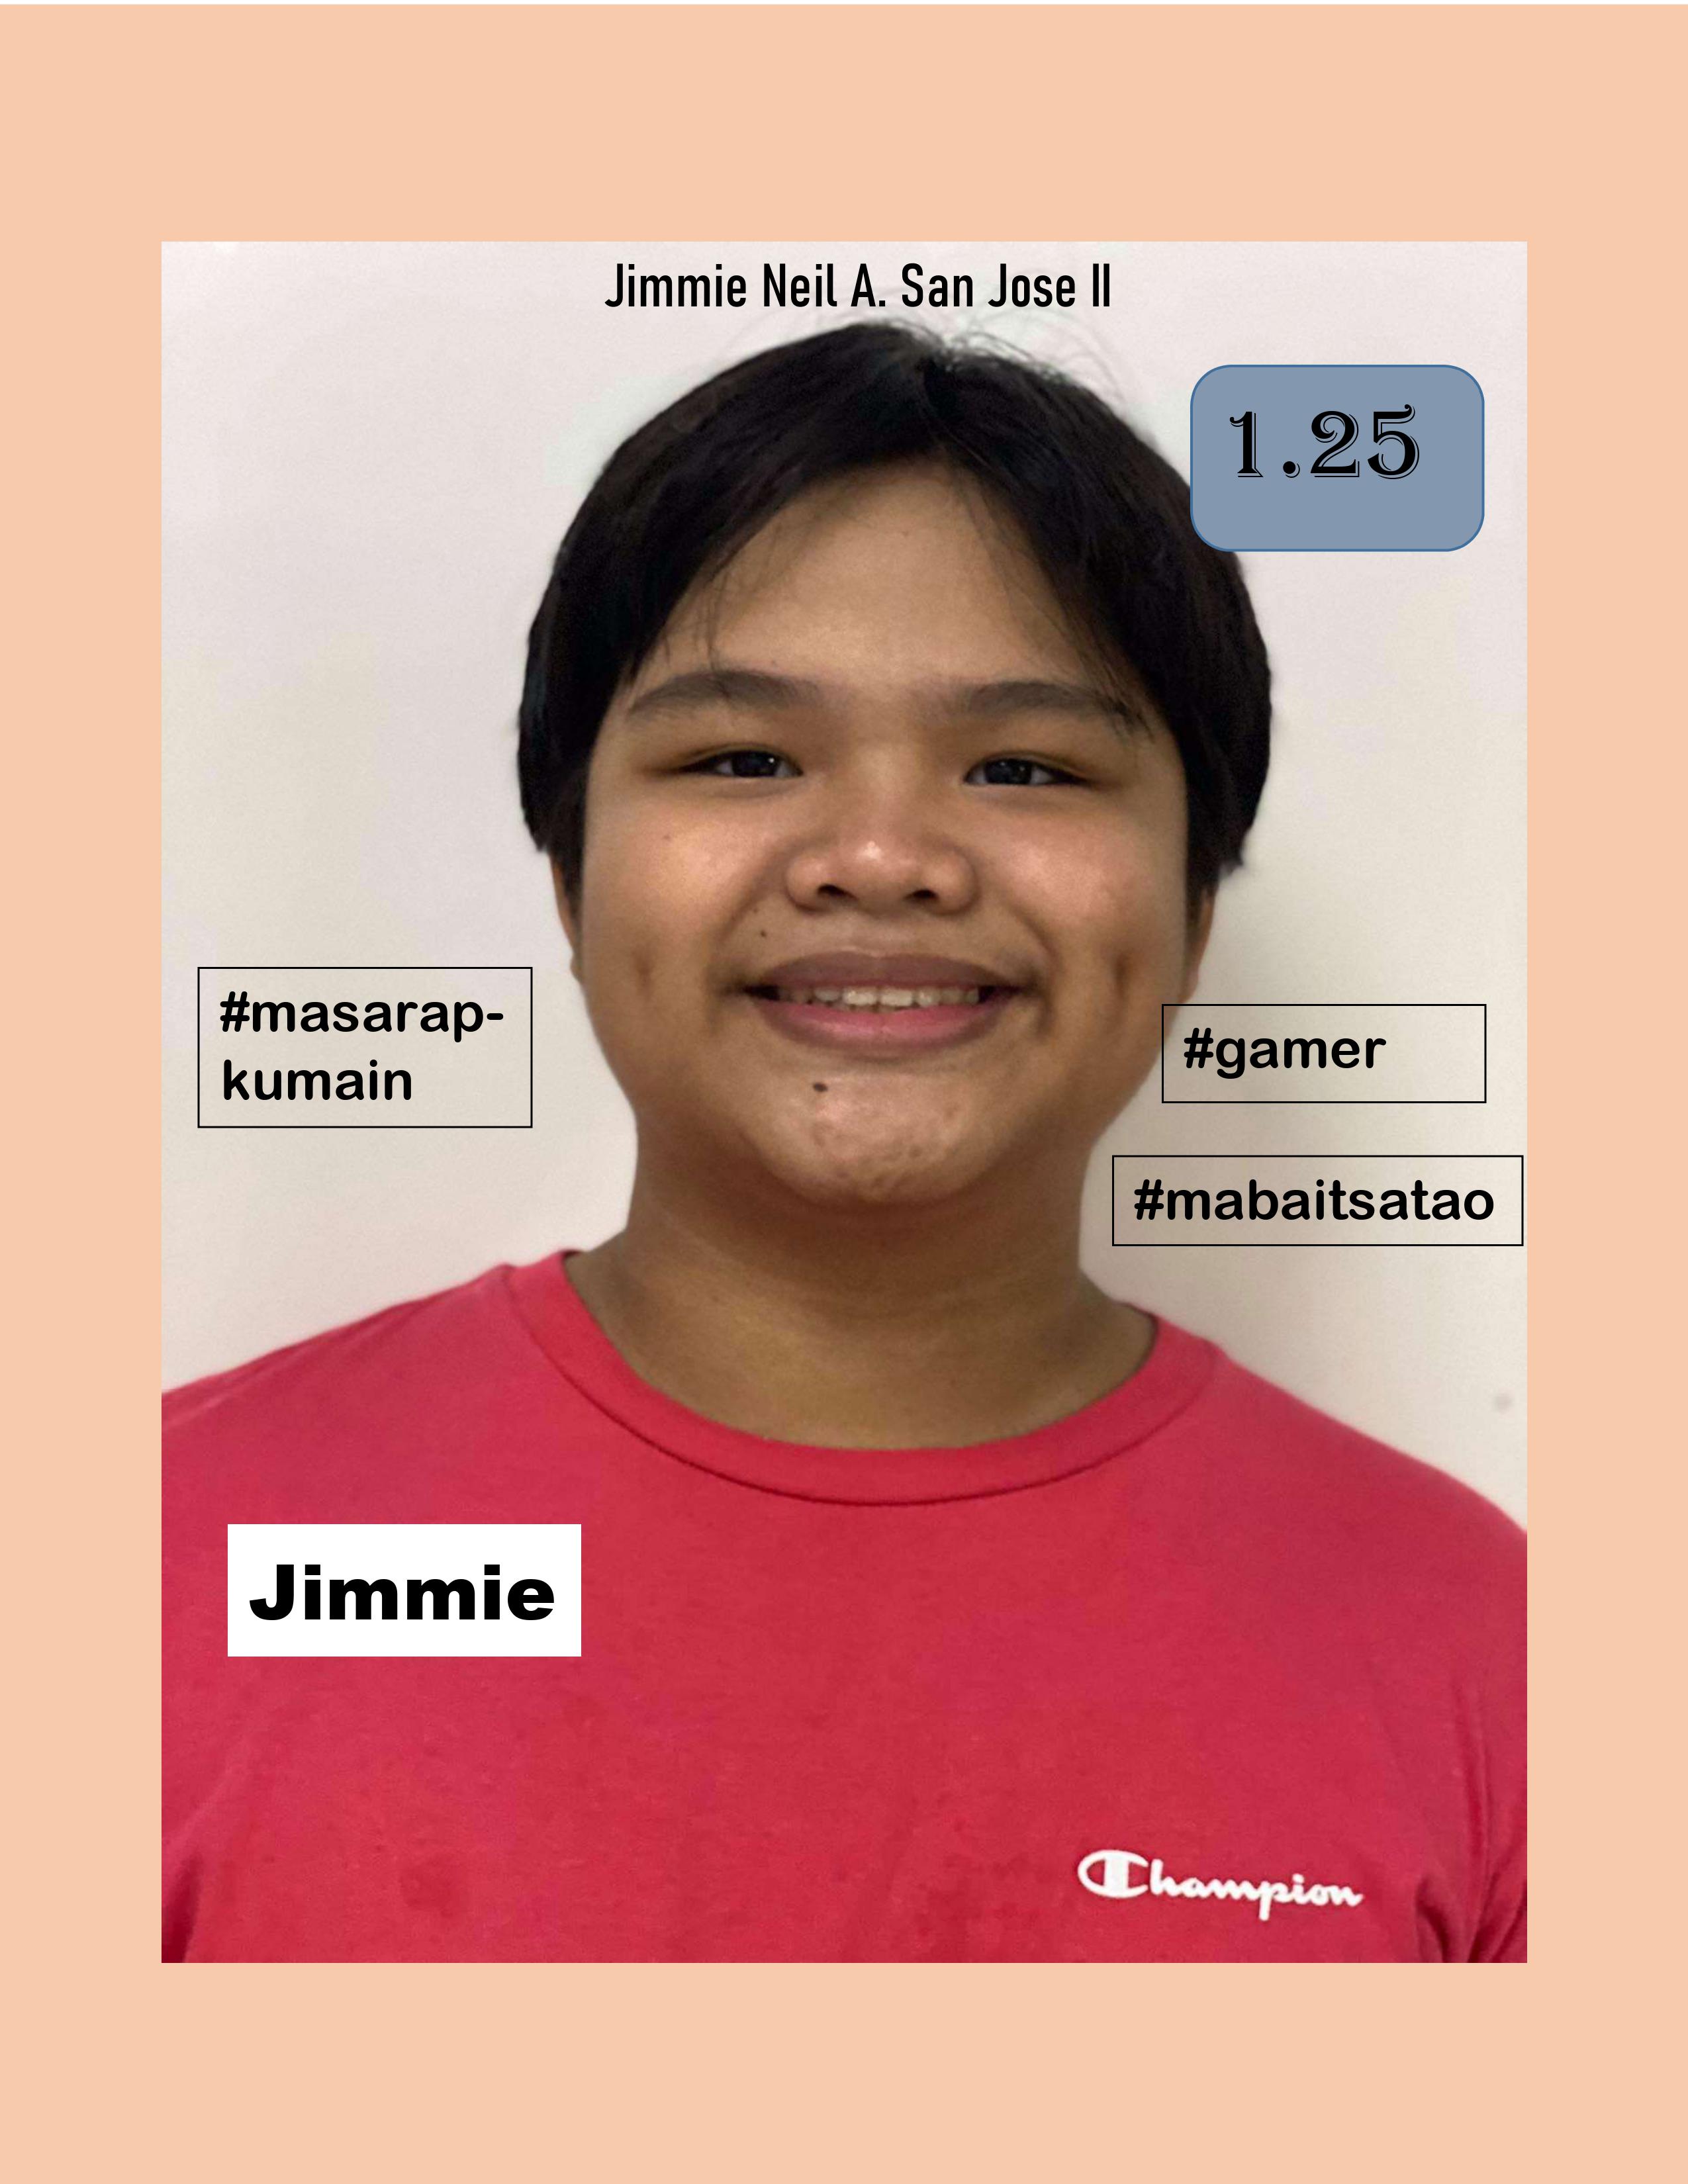 Jimmie Neil A. San Jose II
1.25
#masarap-
kumain
#gamer
#mabaitsatao
Jimmie
Champion